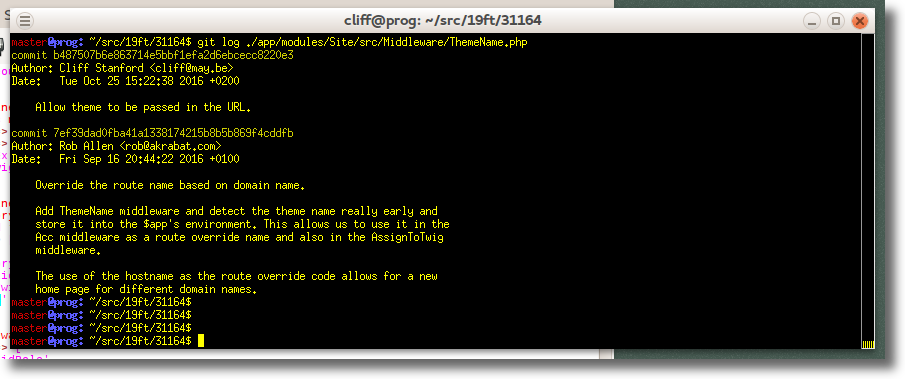 cliff@prog: ~/src/19ft/31164
master@prog: ~/src/19ft/31164$ git log ./app/modules/Site/src/Middleware/ThemeName.php
commit b487507b6e863714e5bbf1efa2d6ebcecc8220e3
Author: Cliff Stanford <cliff@may.be>
Date:   Tue Oct 25 15:22:38 2016 +0200
Allow theme to be passed in the URL.
commit 7ef39dad0fba41a1338174215b8b5b869f4cddfb
Author: Rob Allen <rob@akrabat.com>
Date:   Fri Sep 16 20:44:22 2016 +0100
Override the route name based on domain name.
Add ThemeName middleware and detect the theme name really early and
store it into the $app's environment. This allows us to use it in the
Acc middleware as a route override name and also in the AssignToTwig
middleware.
The use of the hostname as the route override code allows for a new
home page for different domain names.
master@prog: ~/src/19ft/31164$
master@prog: ~/src/19ft/31164$
master@prog: ~/src/19ft/31164$
master@prog: ~/src/19ft/31164$